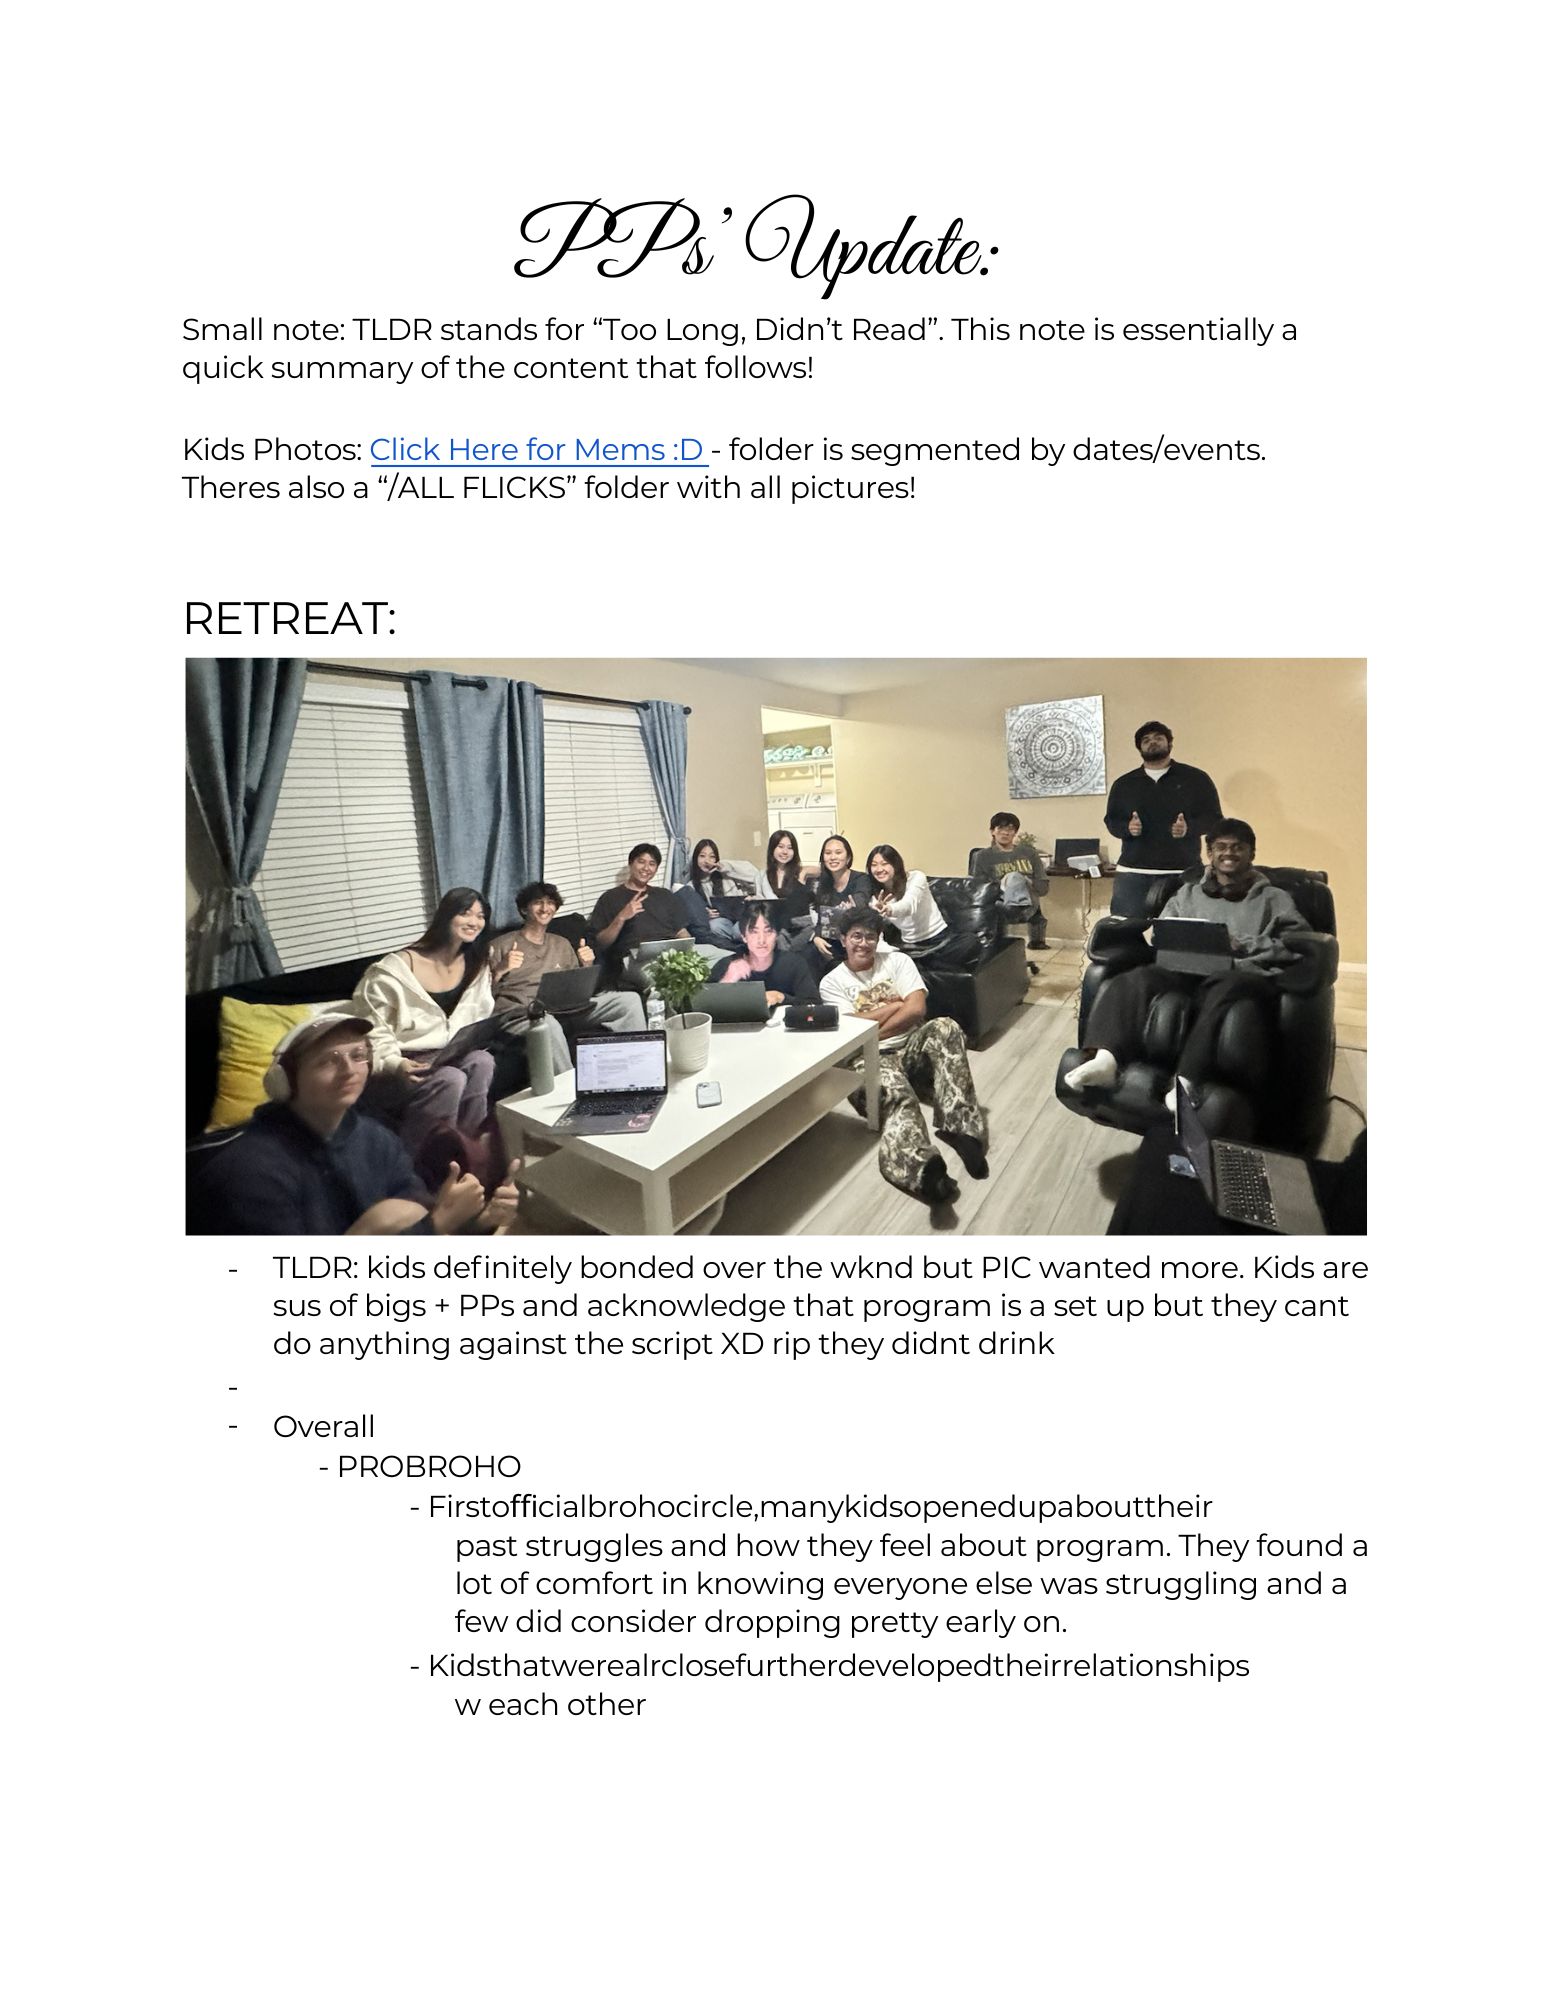 PPs’ Update:
Small note: TLDR stands for “Too Long, Didn’t Read”. This note is essentially a
quick summary of the content that follows!
Kids Photos: Click Here for Mems :D - folder is segmented by dates/events.
Theres also a “/ALL FLICKS” folder with all pictures!
RETREAT:
NIRVANA
- TLDR: kids definitely bonded over the wknd but PIC wanted more. Kids are
sus of bigs + PPs and acknowledge that program is a set up but they cant
do anything against the script XD rip they didnt drink
-
- Overall
- PROBROHO
- Firstofficialbrohocircle,manykidsopenedupabouttheir
past struggles and how they feel about program. They found a
lot of comfort in knowing everyone else was struggling and a
few did consider dropping pretty early on.
- Kidsthatwerealrclosefurtherdevelopedtheirrelationships
w each other